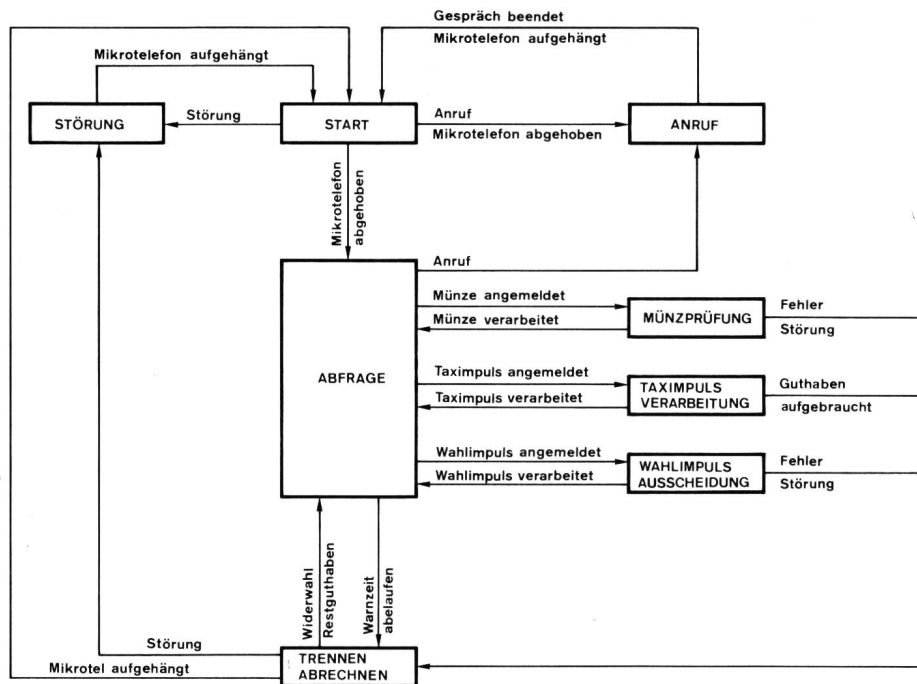 Gespräch beendet
Mikrotelefon aufgehängt
Mikrotelefon aufgehängt
STÖRUNG
Störung
START
Anruf
Mikrotelefon abgehoben
ANRUF
Mikrotelefon
abgehoben
Anruf
ABFRAGE
Münze angemeldet
Münze verarbeitet
MÜNZPRÜFUNG
Fehler
Störung
Taximpuls angemeldet
Taximpuls verarbeitet
TAXIMPULS
VERARBEITUNG
Guthaben
aufgebraucht
Wahlimpuls angemeldet
Wahlimpuls verarbeitet
WAHLIMPULS
AUSSCHEIDUNG
Fehler
Störung
Widerwahl
Restguthaben
Warnzeit
abelaufen
Störung
Mikrotel aufgehängt
TRENNEN
ABRECHNEN